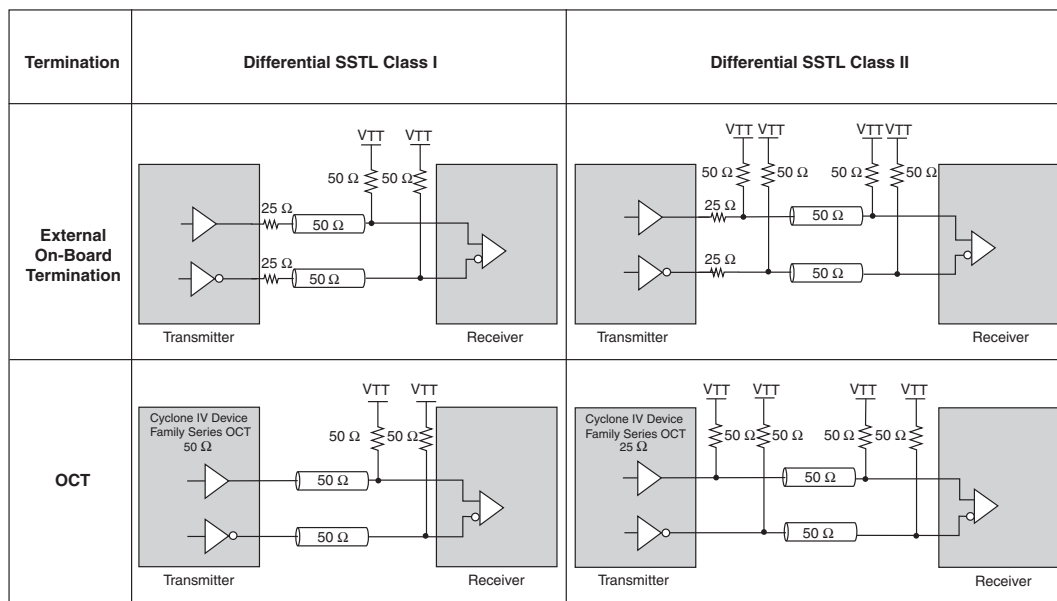 Termination
Differential SSTL Class I
Differential SSTL Class II
External
On-Board
Termination
VTT VTT
50 Ω 50 Ω
25 Ω
50 Ω
25 Ω
50 Ω
Transmitter
Receiver
VTT VTT VTT VTT
50 Ω 50 Ω 50 Ω 50 Ω
25 Ω
50 Ω
25 Ω
50 Ω
Transmitter
Receiver
OCT
Cyclone IV Device
Family Series OCT
50 Ω
VTT VTT
50 Ω 50 Ω
50 Ω
50 Ω
Transmitter
Receiver
Cyclone IV Device
Family Series OCT
25 Ω
VTT VTT VTT VTT
50 Ω 50 Ω 50 Ω 50 Ω
50 Ω
50 Ω
Transmitter
Receiver